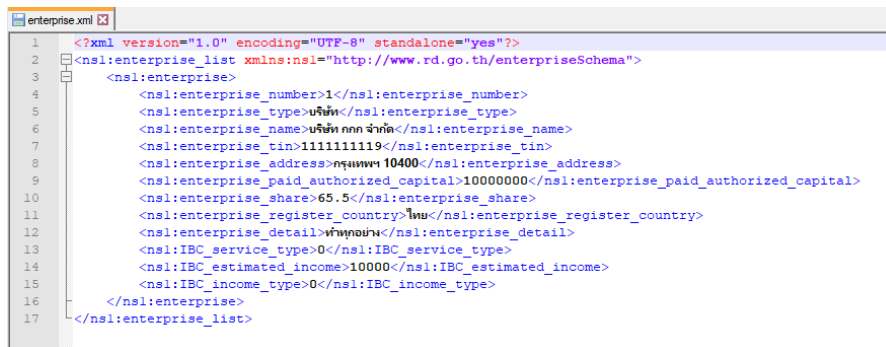 enterprise.xml
1 <?xml version="1.0" encoding="UTF-8" standalone="yes"?>
2 <ns1:enterprise_list xmlns:ns1="http://www.rd.go.th/enterpriseSchema">
3 <ns1:enterprise>
4 <ns1:enterprise_number>1</ns1:enterprise_number>
5 <ns1:enterprise_type>บริษัท</ns1:enterprise_type>
6 <ns1:enterprise_name>บริษัท กกก จำกัด</ns1:enterprise_name>
7 <ns1:enterprise_tin>1111111119</ns1:enterprise_tin>
8 <ns1:enterprise_address>กรุงเทพฯ 10400</ns1:enterprise_address>
9 <ns1:enterprise_paid_authorized_capital>10000000</ns1:enterprise_paid_authorized_capital>
10 <ns1:enterprise_share>65.5</ns1:enterprise_share>
11 <ns1:enterprise_register_country>ไทย</ns1:enterprise_register_country>
12 <ns1:enterprise_detail>ทำทุกอย่าง</ns1:enterprise_detail>
13 <ns1:IBC_service_type>0</ns1:IBC_service_type>
14 <ns1:IBC_estimated_income>10000</ns1:IBC_estimated_income>
15 <ns1:IBC_income_type>0</ns1:IBC_income_type>
16 </ns1:enterprise>
17 </ns1:enterprise_list>